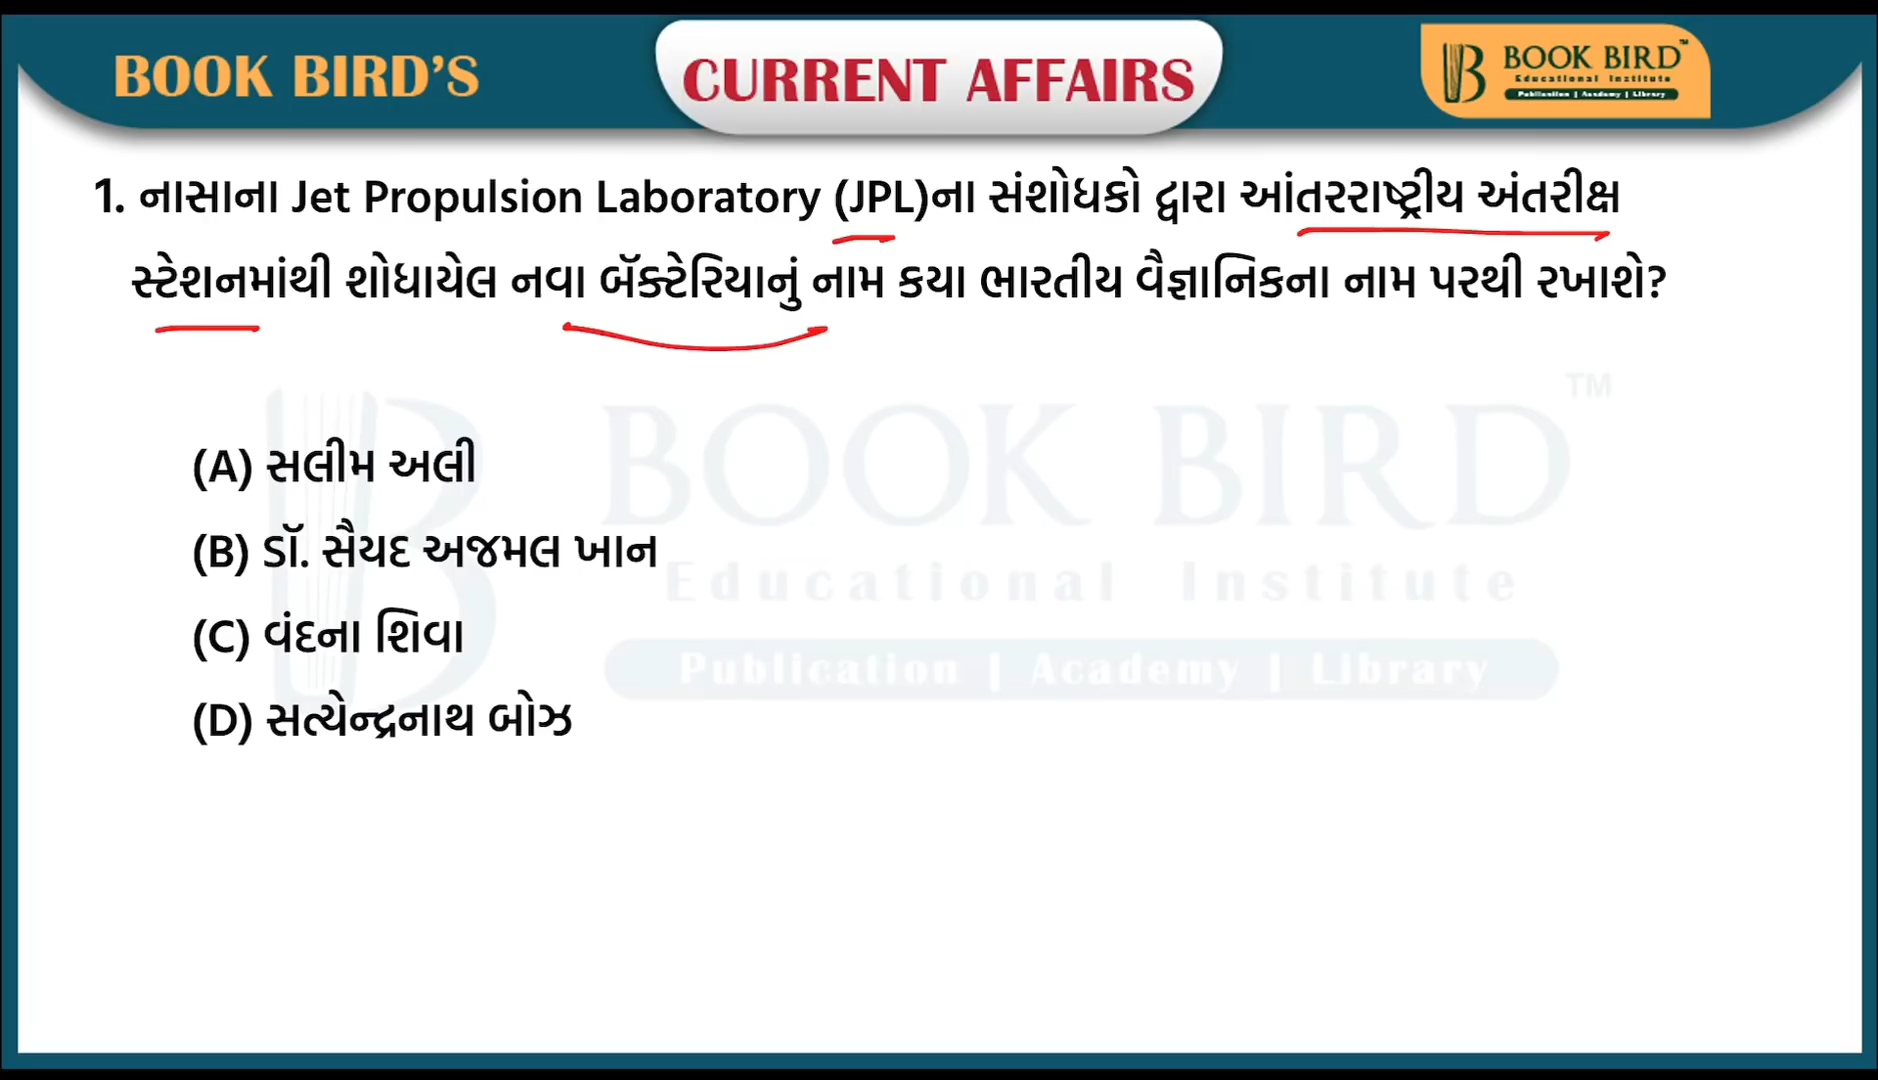 BOOK BIRD'S
CURRENT AFFAIRS
BOOK BIRD™
Educational Institute
Publication | Academy | Library
1. નાસાના Jet Propulsion Laboratory (JPL)ના સંશોધકો દ્વારા આંતરરાષ્ટ્રીય અંતરીક્ષ
સ્ટેશનમાંથી શોધાયેલ નવા બૅક્ટેરિયાનું નામ કયા ભારતીય વૈજ્ઞાનિકના નામ પરથી રખાશે?
(A) સલીમ અલી
(B) ડૉ. સૈયદ અજમલ ખાન
(C) વંદના શિવા
(D) સત્યેન્દ્રનાથ બોઝ
BOOK BIRD™
Educational Institute
Publication | Academy | Library